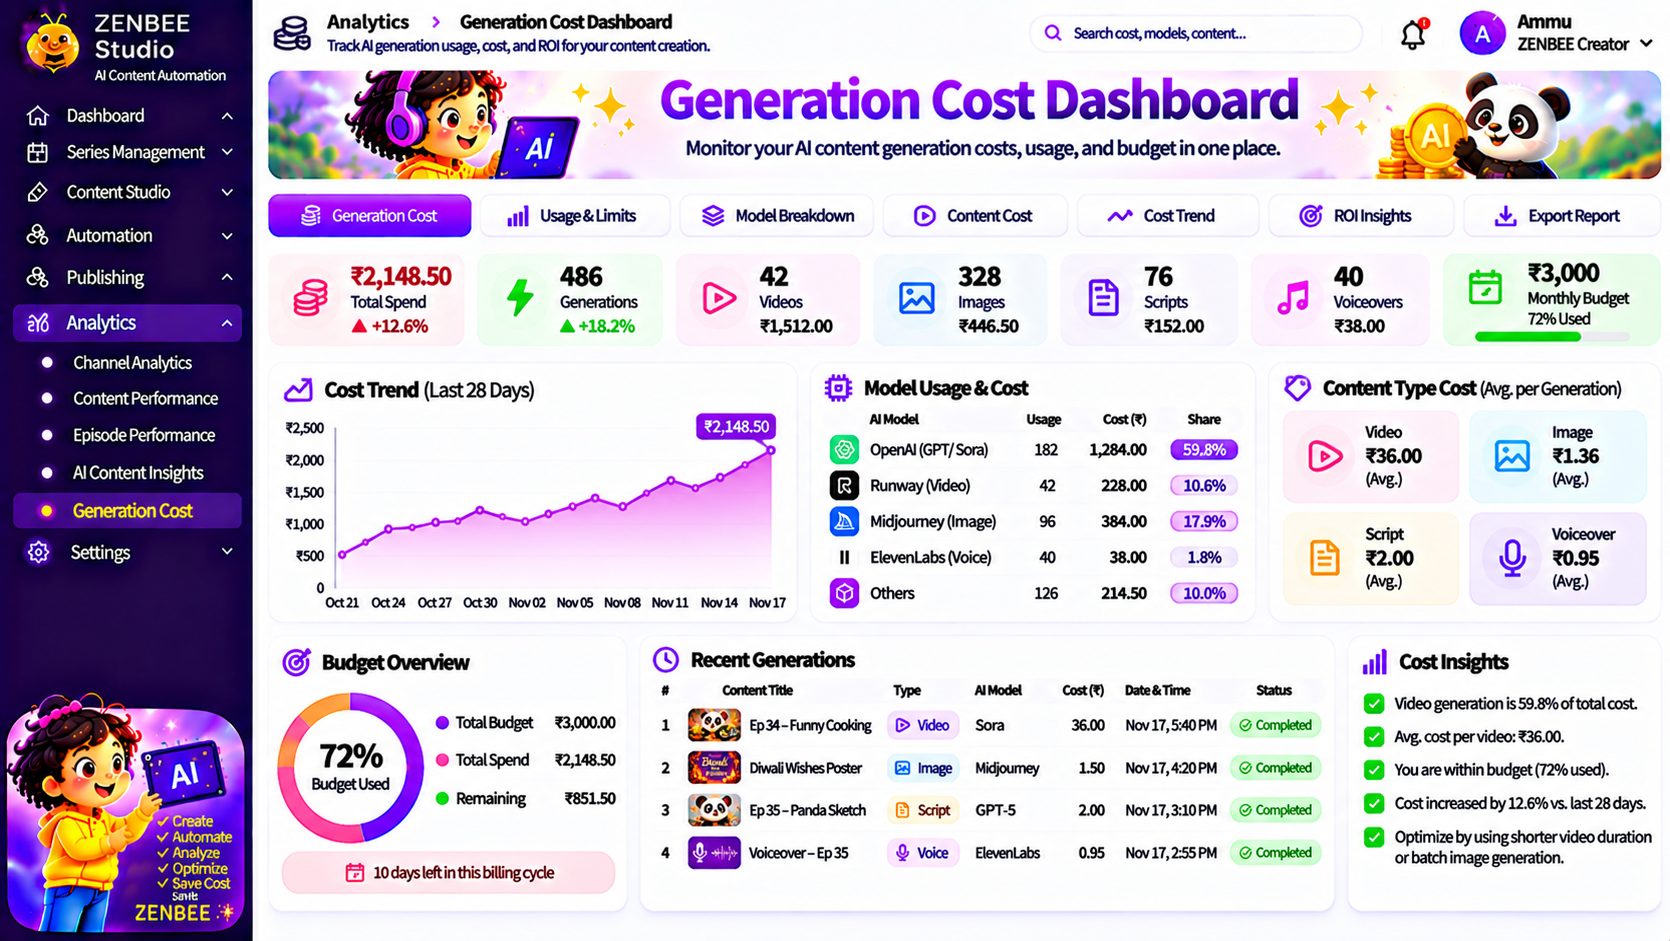 ZENBEE
Studio
AI Content Automation
Dashboard
Series Management
Content Studio
Automation
Publishing
Analytics
Channel Analytics
Content Performance
Episode Performance
AI Content Insights
Generation Cost
Settings
AI
✓ Create
✓ Automate
✓ Analyze
✓ Optimize
✓ Save Cost
ZENBEE
Analytics > Generation Cost Dashboard
Track AI generation usage, cost, and ROI for your content creation.
Search cost, models, content...
A
Ammu
ZENBEE Creator
AI
Generation Cost Dashboard
Monitor your AI content generation costs, usage, and budget in one place.
AI
Generation Cost
Usage & Limits
Model Breakdown
Content Cost
Cost Trend
ROI Insights
Export Report
₹2,148.50
Total Spend
▲ +12.6%
486
Generations
▲ +18.2%
42
Videos
₹1,512.00
328
Images
₹446.50
76
Scripts
₹152.00
40
Voiceovers
₹38.00
₹3,000
Monthly Budget
72% Used
Cost Trend (Last 28 Days)
₹2,148.50
₹2,500
₹2,000
₹1,500
₹1,000
₹500
0
Oct 21 Oct 24 Oct 27 Oct 30 Nov 02 Nov 05 Nov 08 Nov 11 Nov 14 Nov 17
Model Usage & Cost
AI Model Usage Cost (₹) Share
OpenAI (GPT/ Sora) 182 1,284.00 59.8%
Runway (Video) 42 228.00 10.6%
Midjourney (Image) 96 384.00 17.9%
ElevenLabs (Voice) 40 38.00 1.8%
Others 126 214.50 10.0%
Content Type Cost (Avg. per Generation)
Video
₹36.00
(Avg.)
Image
₹1.36
(Avg.)
Script
₹2.00
(Avg.)
Voiceover
₹0.95
(Avg.)
Budget Overview
72%
Budget Used
Total Budget ₹3,000.00
Total Spend ₹2,148.50
Remaining ₹851.50
10 days left in this billing cycle
Recent Generations
# Content Title Type AI Model Cost (₹) Date & Time Status
1 Ep 34 – Funny Cooking Video Sora 36.00 Nov 17, 5:40 PM Completed
2 Diwali Wishes Poster Image Midjourney 1.50 Nov 17, 4:20 PM Completed
3 Ep 35 – Panda Sketch Script GPT-5 2.00 Nov 17, 3:10 PM Completed
4 Voiceover – Ep 35 Voice ElevenLabs 0.95 Nov 17, 2:55 PM Completed
Cost Insights
Video generation is 59.8% of total cost.
Avg. cost per video: ₹36.00.
You are within budget (72% used).
Cost increased by 12.6% vs. last 28 days.
Optimize by using shorter video duration
or batch image generation.